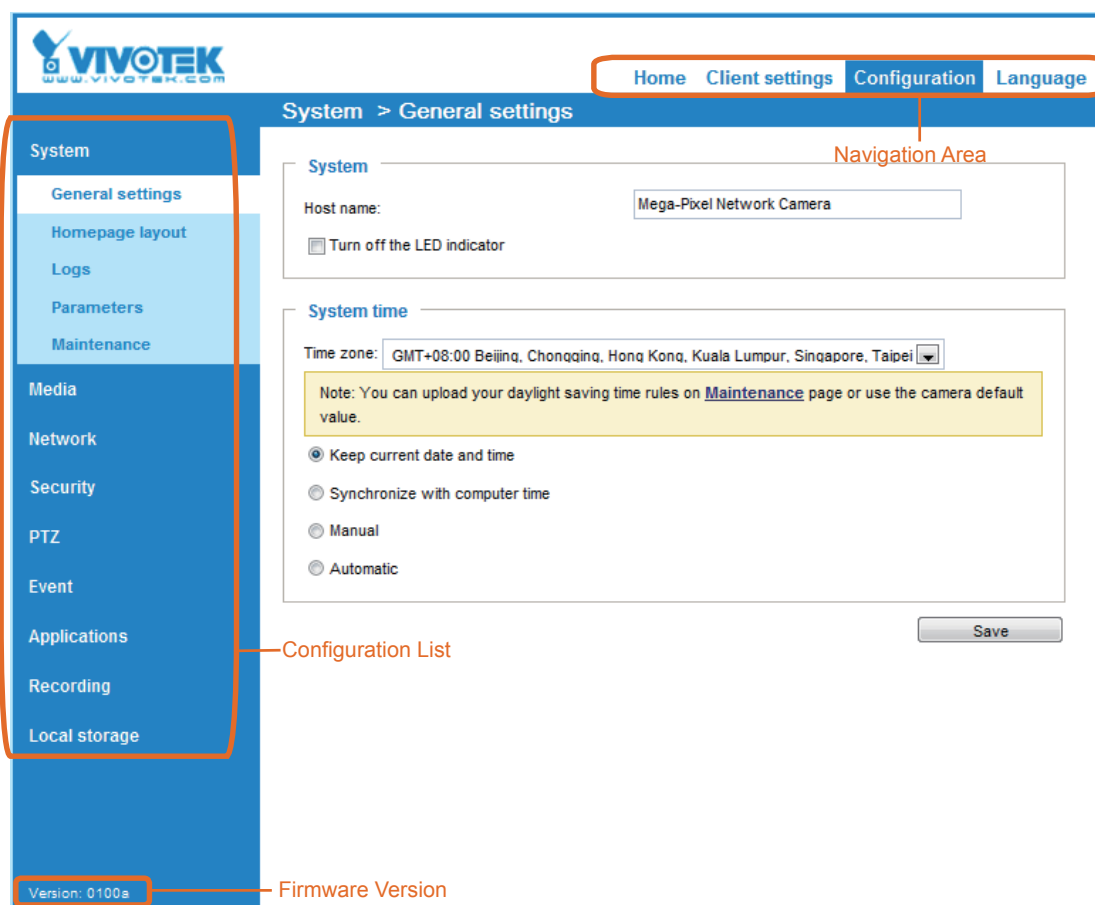 VIVOTEK
www.vivotek.com
Home Client settings Configuration Language
System > General settings
Navigation Area
System
General settings
Homepage layout
Logs
Parameters
Maintenance
Media
Network
Security
PTZ
Event
Applications
Recording
Local storage
Configuration List
Version: 0100a
Firmware Version
System
Host name: Mega-Pixel Network Camera
Turn off the LED indicator
System time
Time zone: GMT+08:00 Beijing, Chongqing, Hong Kong, Kuala Lumpur, Singapore, Taipei
Note: You can upload your daylight saving time rules on Maintenance page or use the camera default
value.
Keep current date and time
Synchronize with computer time
Manual
Automatic
Save